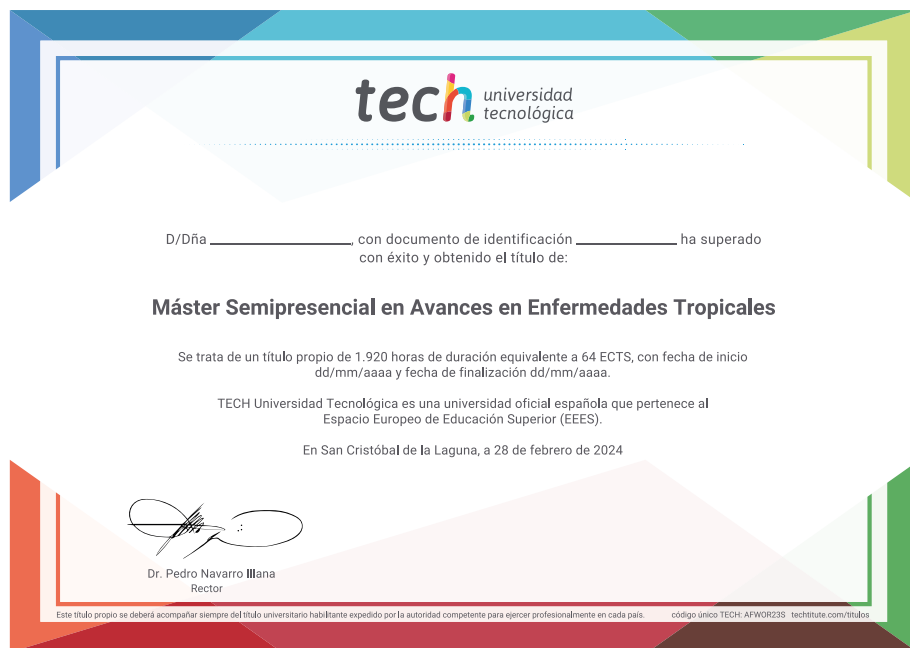 tech universidad
tecnológica
D/Dña ______________, con documento de identificación __________ ha superado
con éxito y obtenido el título de:
Máster Semipresencial en Avances en Enfermedades Tropicales
Se trata de un título propio de 1.920 horas de duración equivalente a 64 ECTS, con fecha de inicio
dd/mm/aaaa y fecha de finalización dd/mm/aaaa.
TECH Universidad Tecnológica es una universidad oficial española que pertenece al
Espacio Europeo de Educación Superior (EEES).
En San Cristóbal de la Laguna, a 28 de febrero de 2024
Dr. Pedro Navarro Illana
Rector
Este título propio se deberá acompañar siempre del título universitario habilitante expedido por la autoridad competente para ejercer profesionalmente en cada país. código único TECH: AFWOR23S techtitute.com/titulos